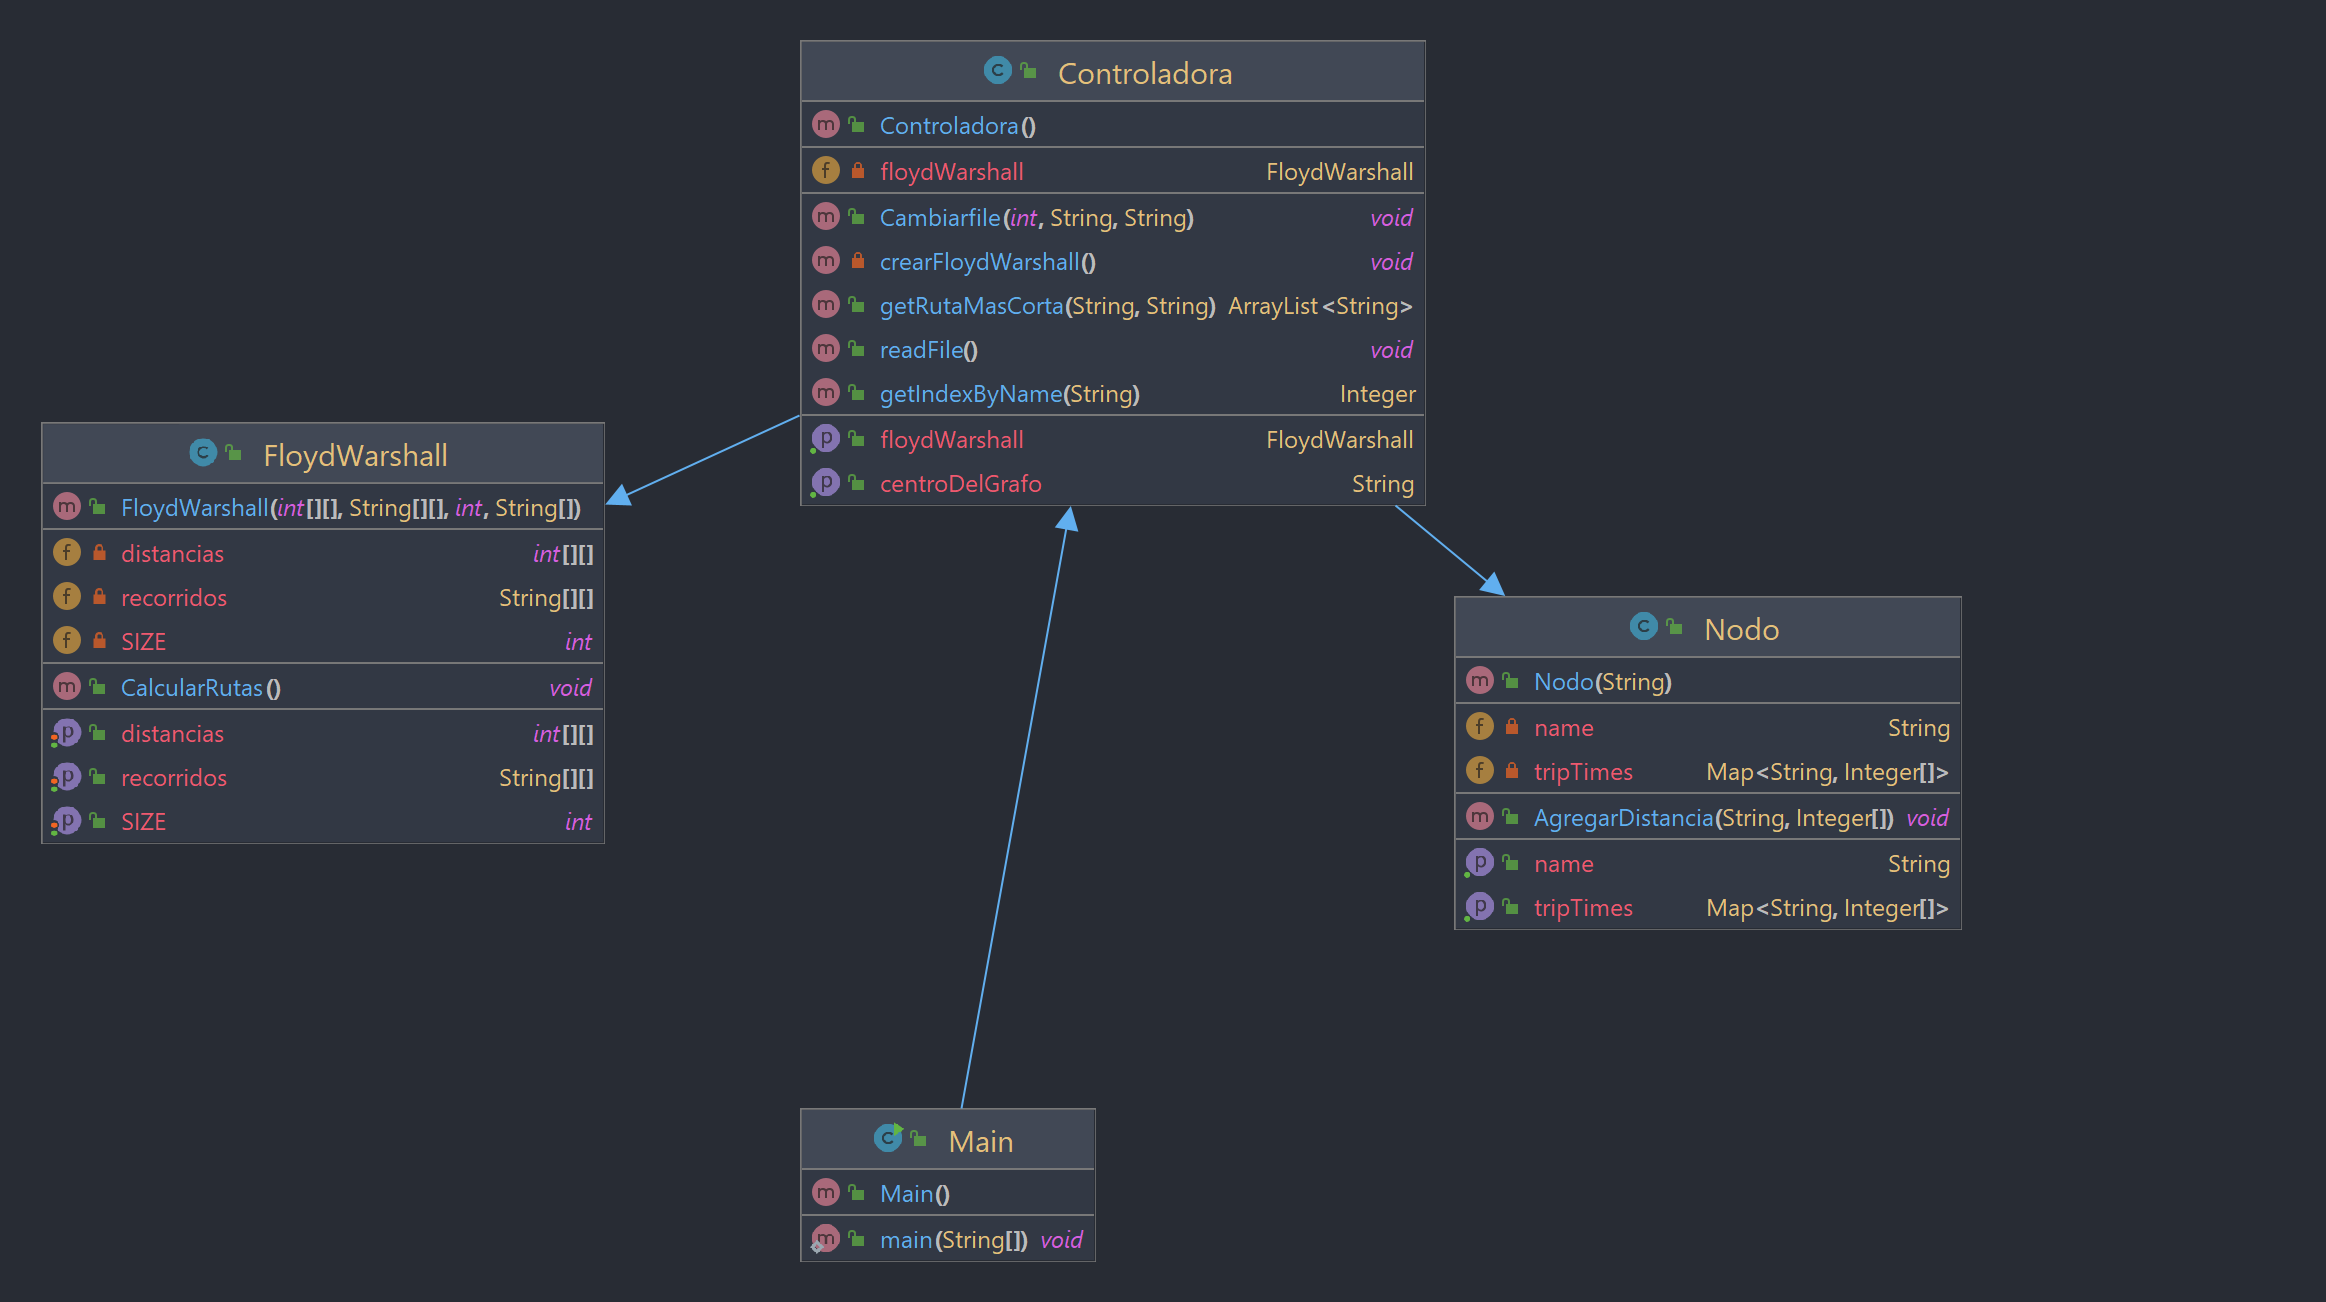 Controladora
Controladora()
floydWarshall FloydWarshall
Cambiarfile(int, String, String) void
crearFloydWarshall() void
getRutaMasCorta(String, String) ArrayList<String>
readFile() void
getIndexByName(String) Integer
floydWarshall FloydWarshall
centroDelGrafo String
FloydWarshall
FloydWarshall(int[][], String[][], int, String[])
distancias int[][]
recorridos String[][]
SIZE int
CalcularRutas() void
distancias int[][]
recorridos String[][]
SIZE int
Nodo
Nodo(String)
name String
tripTimes Map<String, Integer[]>
AgregarDistancia(String, Integer[]) void
name String
tripTimes Map<String, Integer[]>
Main
Main()
main(String[]) void